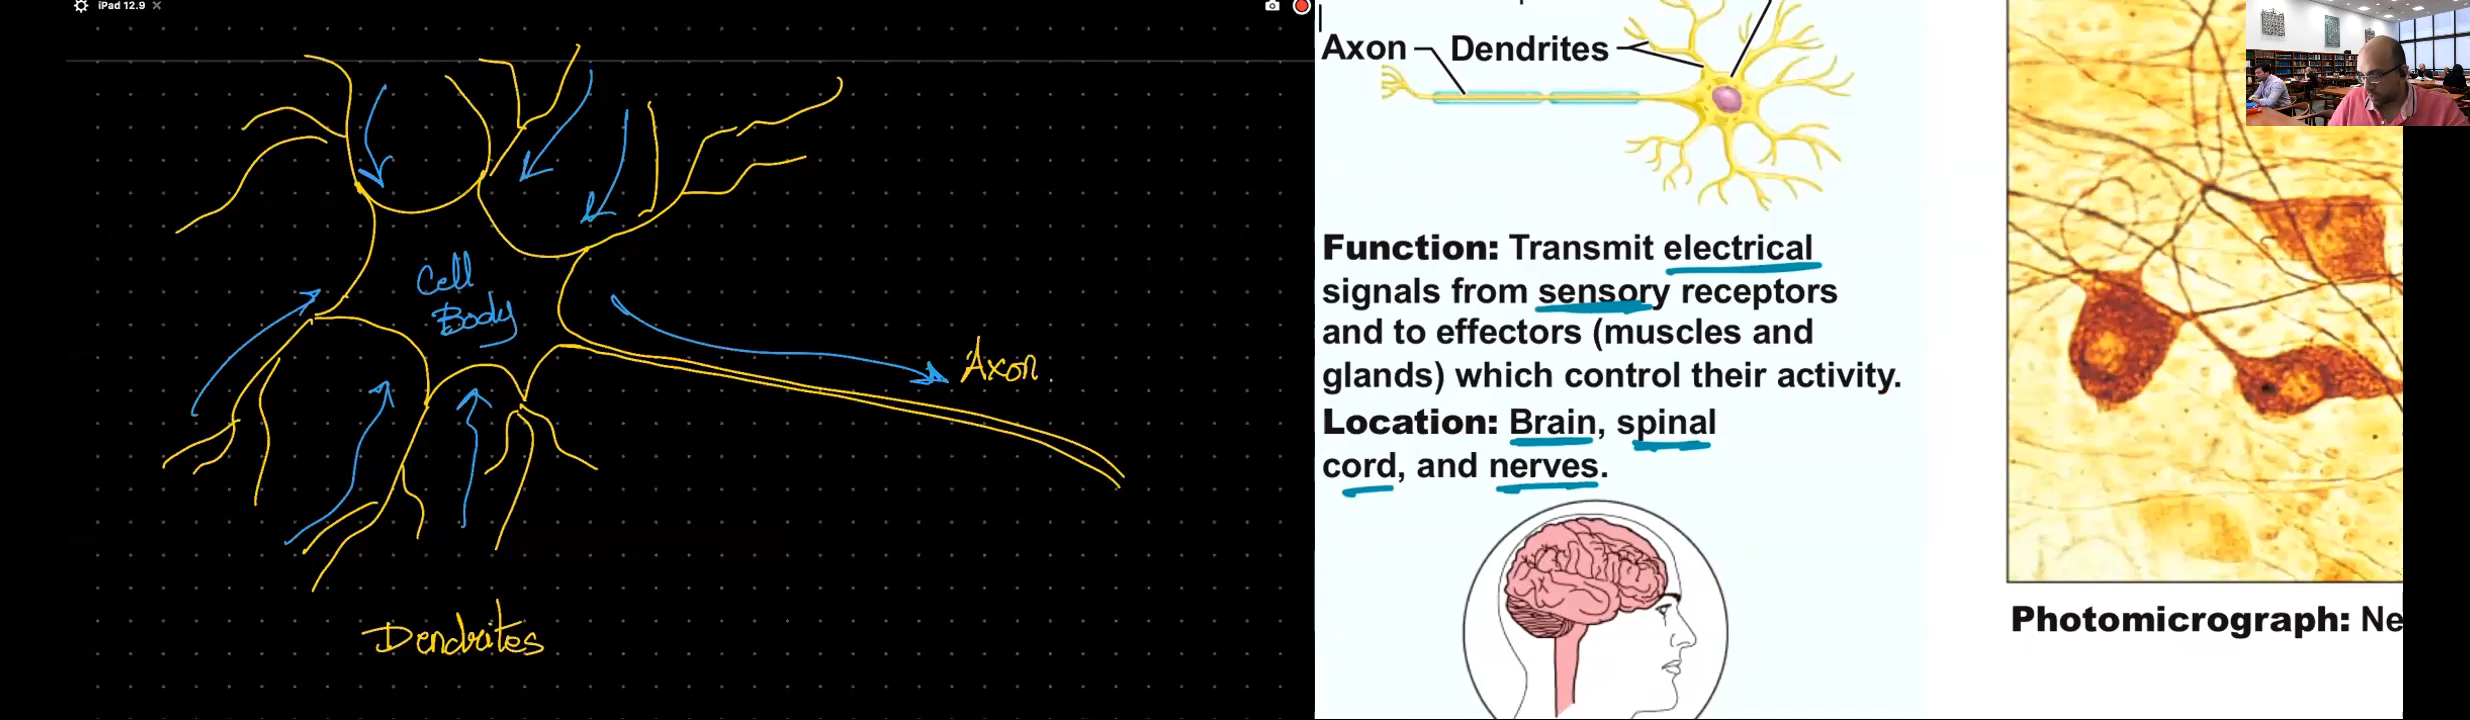 iPad 12.9
Cell
Body
Axon.
Dendrites
Axon
Dendrites
Function: Transmit electrical
signals from sensory receptors
and to effectors (muscles and
glands) which control their activity.
Location: Brain, spinal
cord, and nerves.
Photomicrograph: Ne